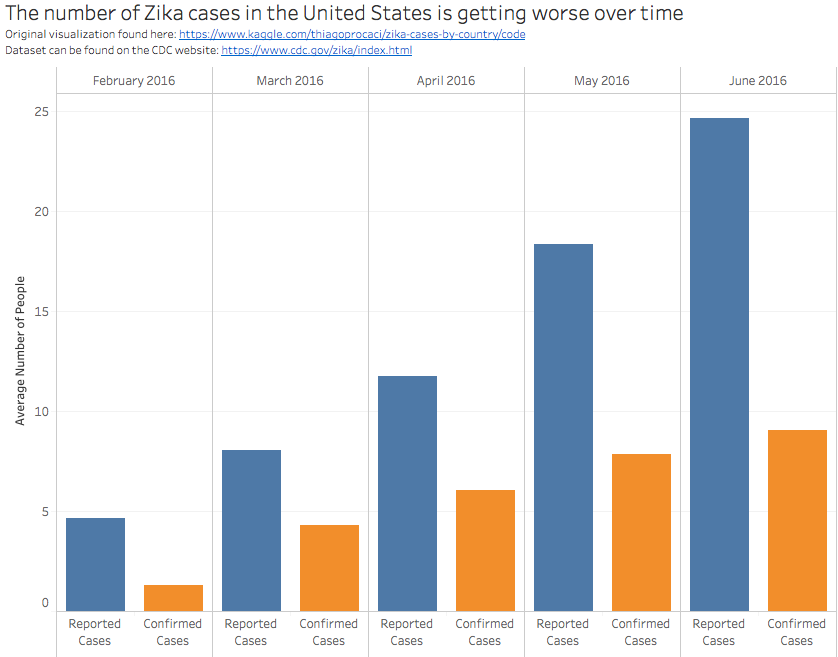 The number of Zika cases in the United States is getting worse over time
Original visualization found here: https://www.kaggle.com/thiagoprocaci/zika-cases-by-country/code
Dataset can be found on the CDC website: https://www.cdc.gov/zika/index.html
February 2016
March 2016
April 2016
May 2016
June 2016
Average Number of People
25
20
15
10
5
0
Reported
Cases
Confirmed
Cases
Reported
Cases
Confirmed
Cases
Reported
Cases
Confirmed
Cases
Reported
Cases
Confirmed
Cases
Reported
Cases
Confirmed
Cases